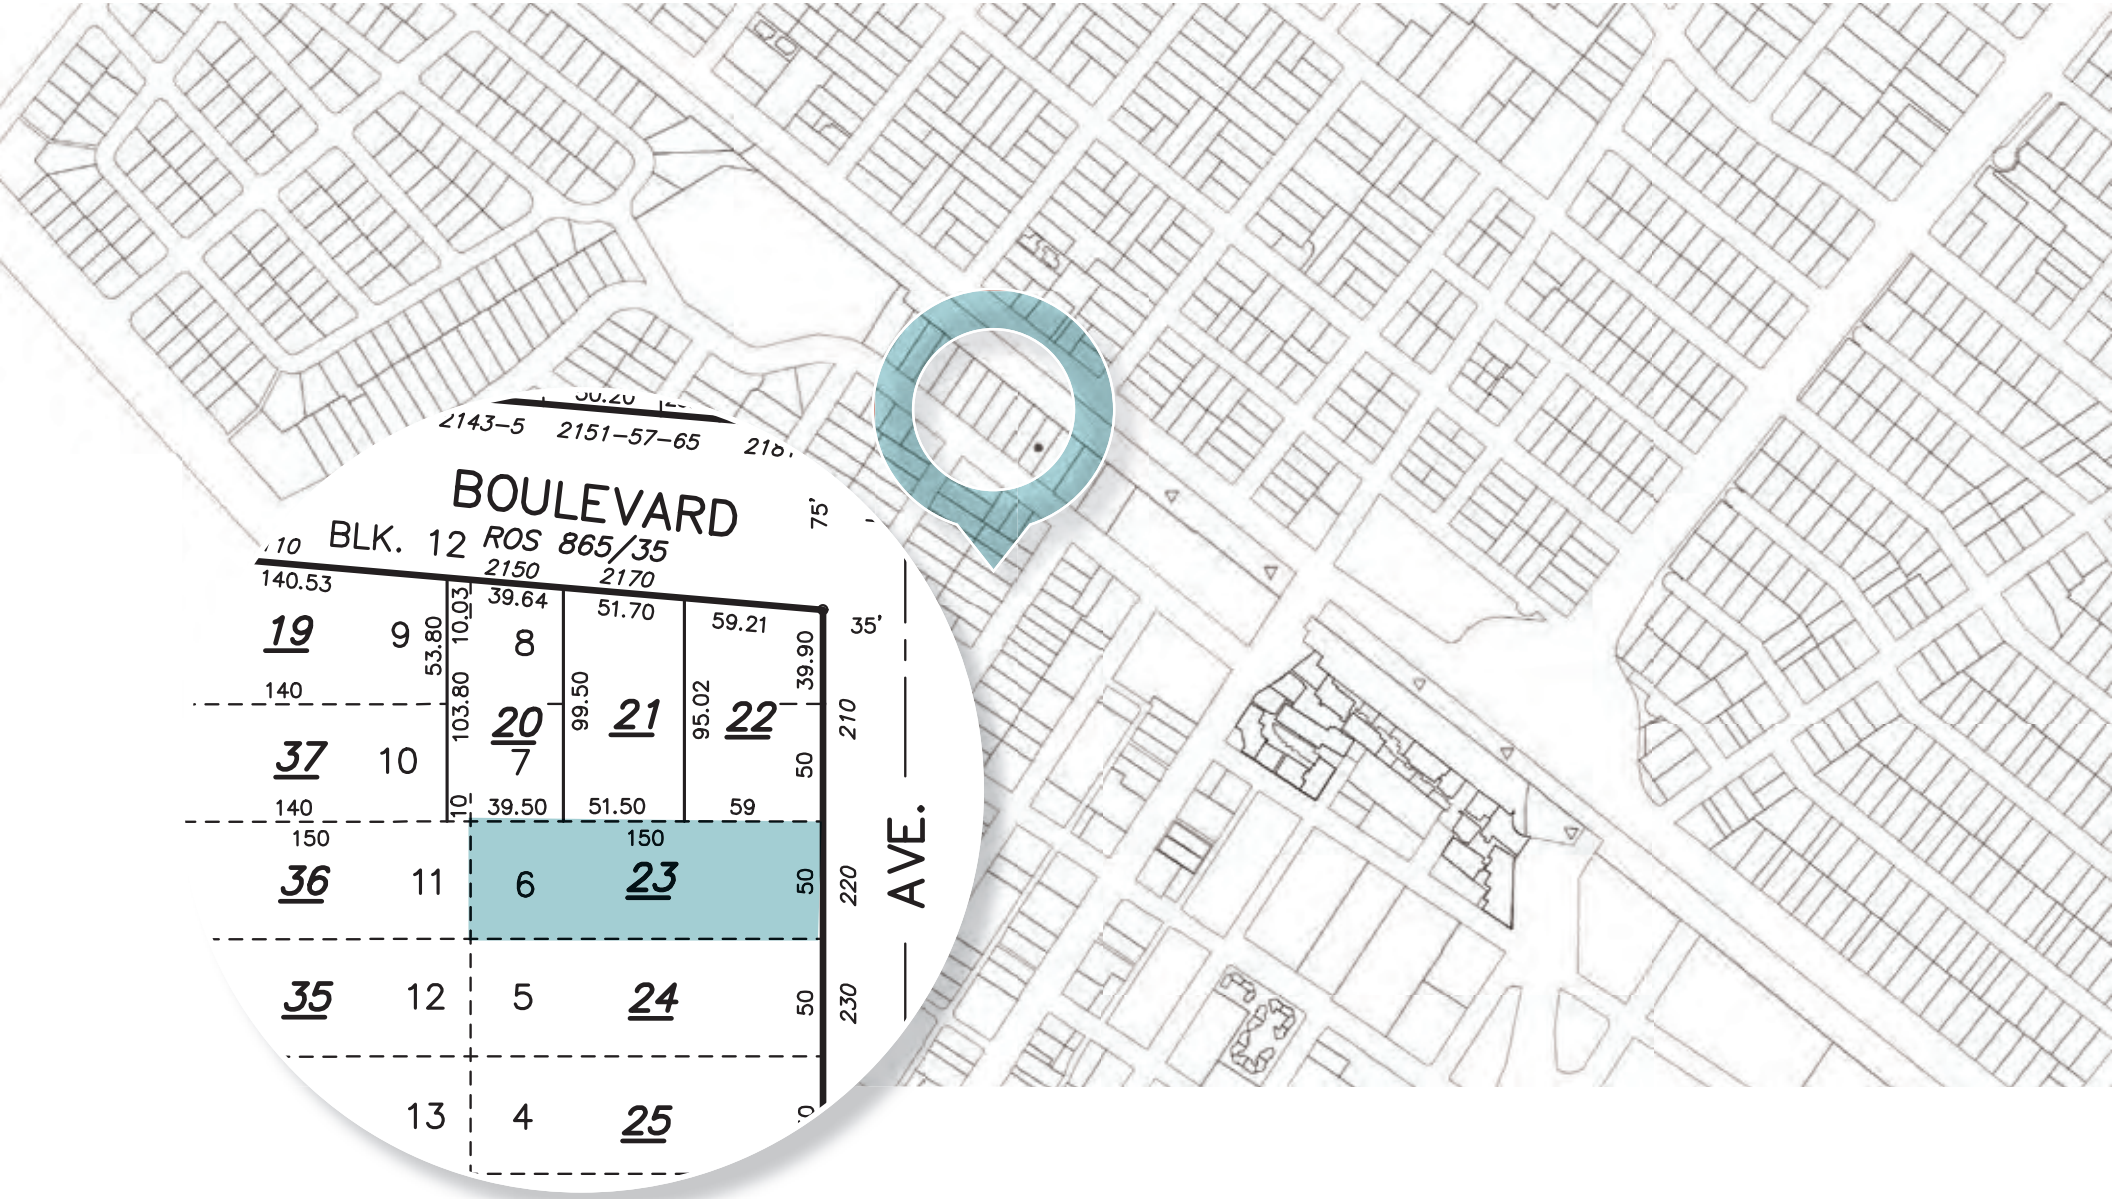 2143-5 2151-57-65
BOULEVARD 75'
BLK. 12 ROS 865/35
10 2150 2170
140.53 10.03 39.64 51.70 59.21 35'
19 9 53.80 8 39.90
140 103.80 20 99.50 21 95.02 22 210
37 10 7 50
140 10 39.50 51.50 59
150 150 AVE.
36 11 6 23 50 220
35 12 5 24 50 230
13 4 25